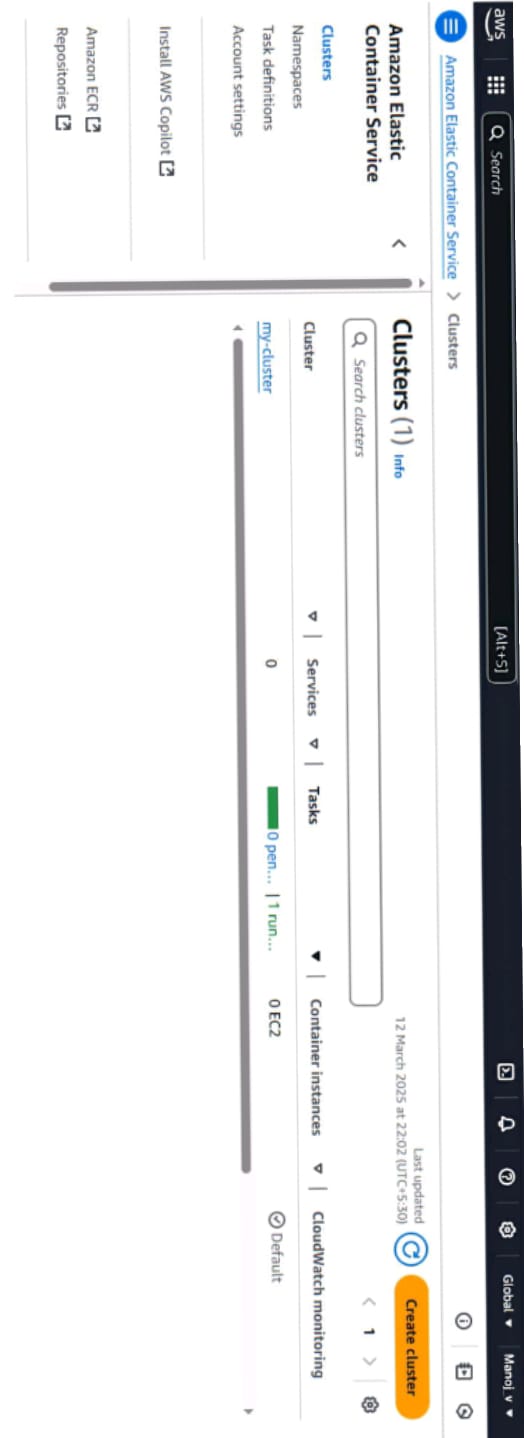 aws
Search
[Alt+S]
Global
Manoj_v
Amazon Elastic Container Service > Clusters
Amazon Elastic
Container Service
Clusters
Namespaces
Task definitions
Account settings
Install AWS Copilot
Amazon ECR
Repositories
Clusters (1) Info
Last updated
12 March 2025 at 22:02 (UTC+5:30)
Create cluster
Search clusters
1
Cluster | Services | Tasks | Container instances | CloudWatch monitoring
my-cluster 0 0 pen... | 1 run... 0 EC2 Default